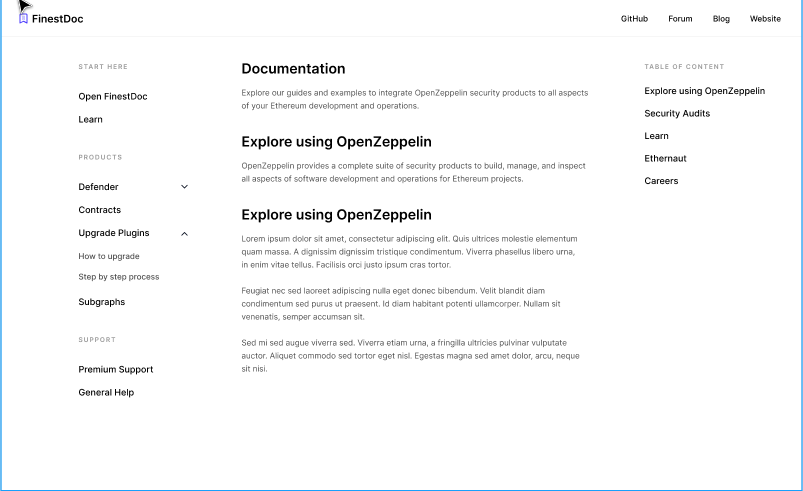 FinestDoc
GitHub
Forum
Blog
Website
START HERE
Open FinestDoc
Learn
PRODUCTS
Defender
Contracts
Upgrade Plugins
How to upgrade
Step by step process
Subgraphs
SUPPORT
Premium Support
General Help
Documentation
Explore our guides and examples to integrate OpenZeppelin security products to all aspects
of your Ethereum development and operations.
Explore using OpenZeppelin
OpenZeppelin provides a complete suite of security products to build, manage, and inspect
all aspects of software development and operations for Ethereum projects.
Explore using OpenZeppelin
Lorem ipsum dolor sit amet, consectetur adipiscing elit. Quis ultrices molestie elementum
quam massa. A dignissim dignissim tristique condimentum. Viverra phasellus libero urna,
in enim vitae tellus. Facilisis orci justo ipsum cras tortor.
Feugiat nec sed laoreet adipiscing nulla eget donec bibendum. Velit blandit diam
condimentum sed purus ut praesent. Id diam habitant potenti ullamcorper. Nullam sit
venenatis, semper accumsan sit.
Sed mi sed augue viverra sed. Viverra etiam urna, a fringilla ultricies pulvinar vulputate
auctor. Aliquet commodo sed tortor eget nisl. Egestas magna sed amet dolor, arcu, neque
sit nisi.
TABLE OF CONTENT
Explore using OpenZeppelin
Security Audits
Learn
Ethernaut
Careers